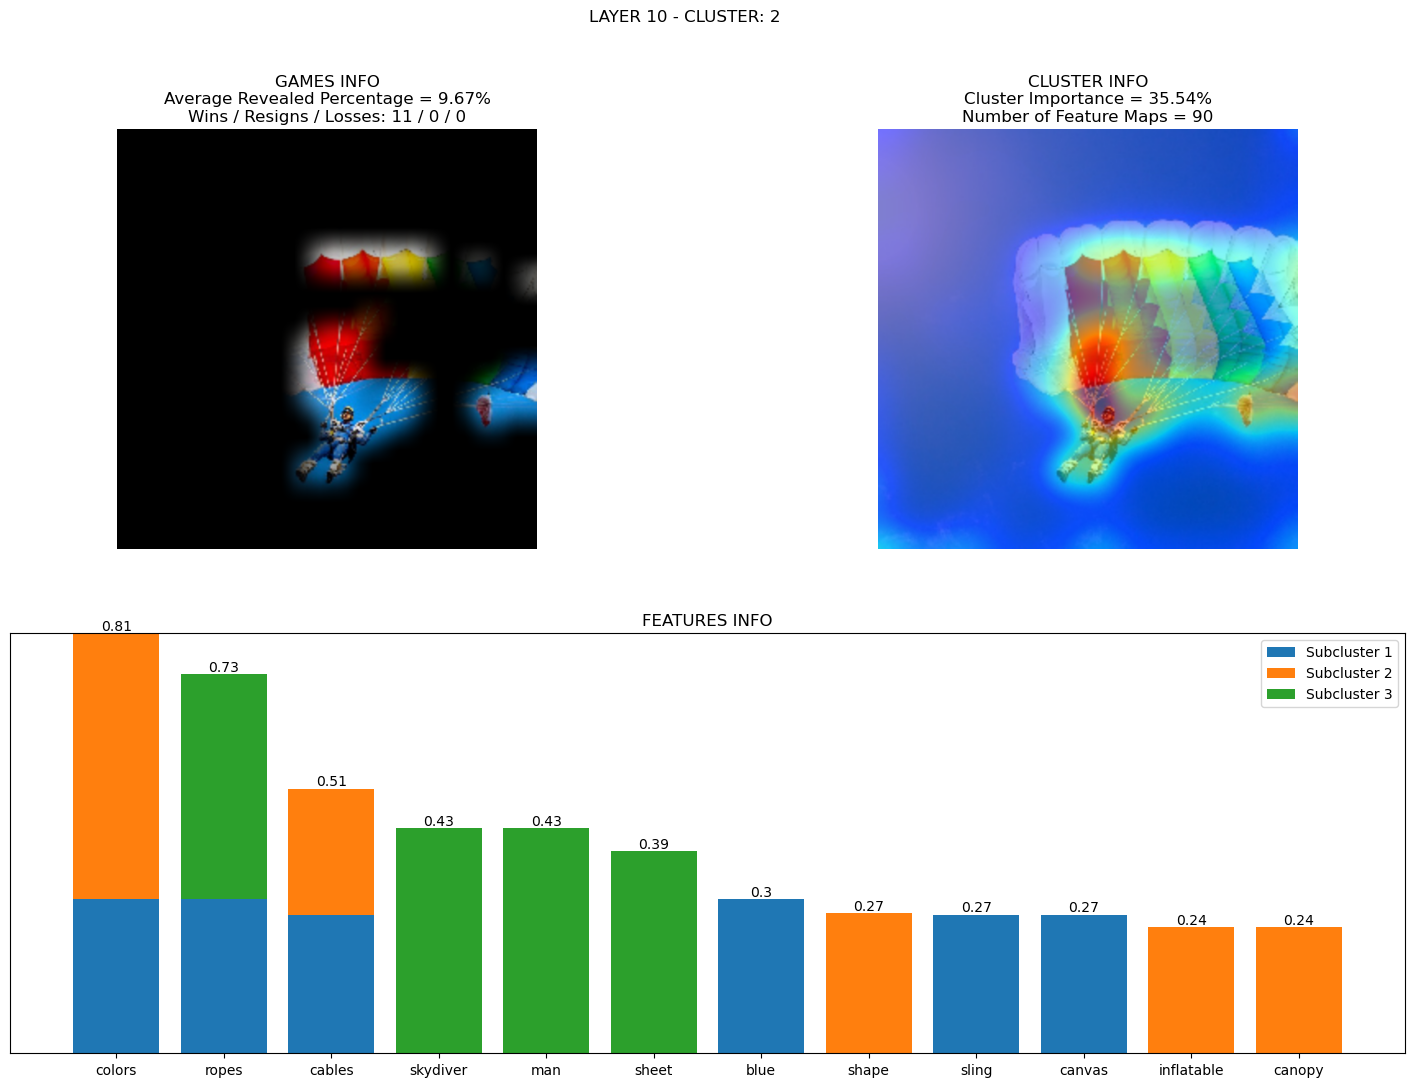 LAYER 10 - CLUSTER: 2
GAMES INFO
Average Revealed Percentage = 9.67%
Wins / Resigns / Losses: 11 / 0 / 0
CLUSTER INFO
Cluster Importance = 35.54%
Number of Feature Maps = 90
FEATURES INFO
0.81
0.73
0.51
0.43
0.43
0.39
0.3
0.27
0.27
0.27
0.24
0.24
Subcluster 1
Subcluster 2
Subcluster 3
colors
ropes
cables
skydiver
man
sheet
blue
shape
sling
canvas
inflatable
canopy